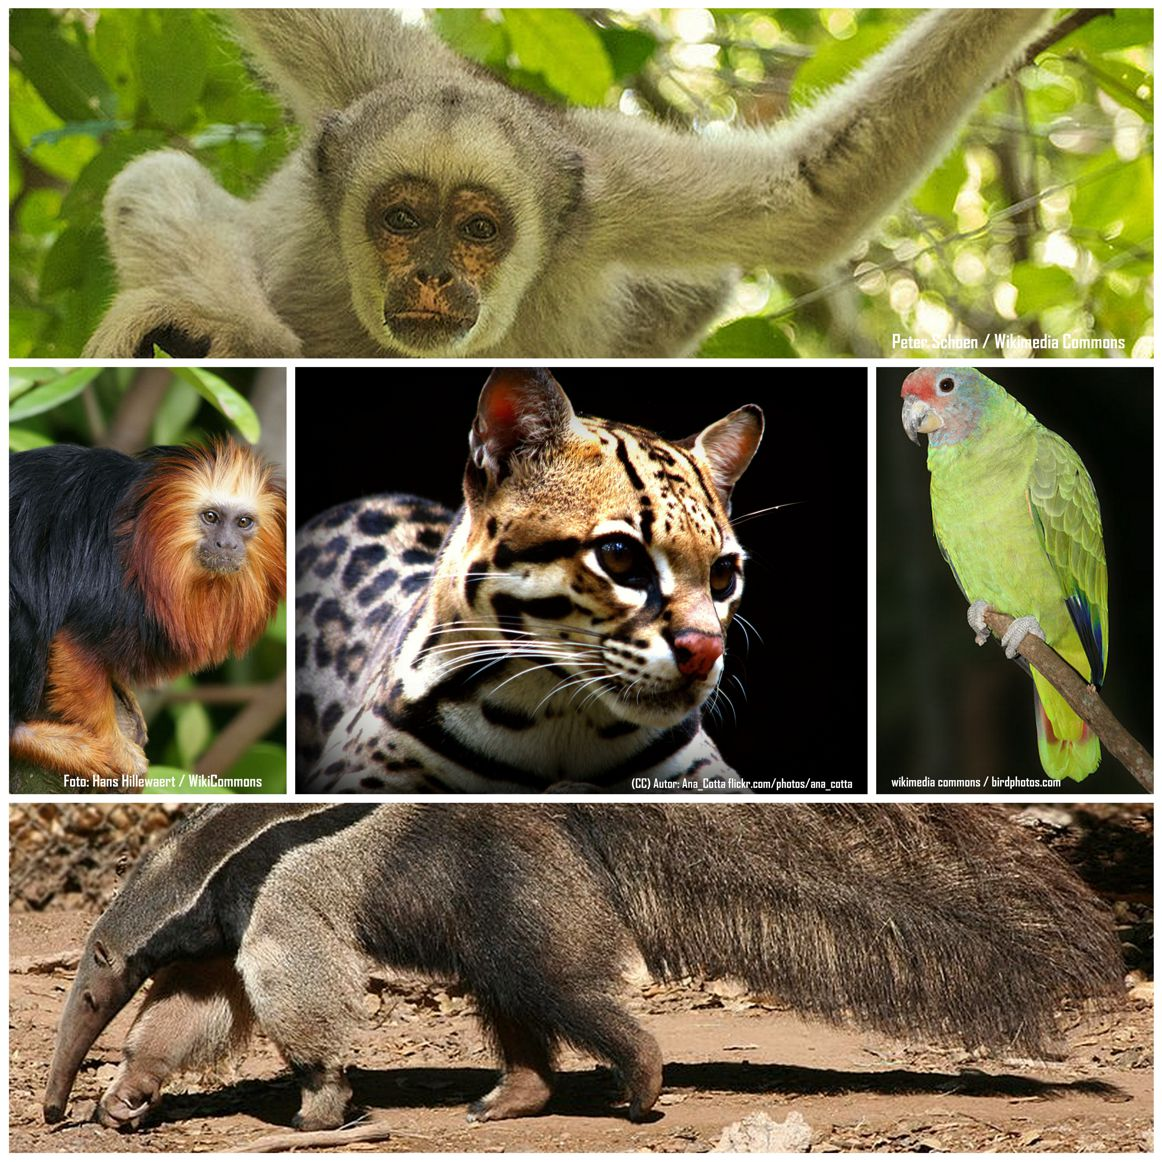 Peter Schoen / Wikimedia Commons
Foto: Hans Hillewaert / WikiCommons
(CC) Autor: Ana_Cotta flickr.com/photos/ana_cotta
wikimedia commons / birdphotos.com